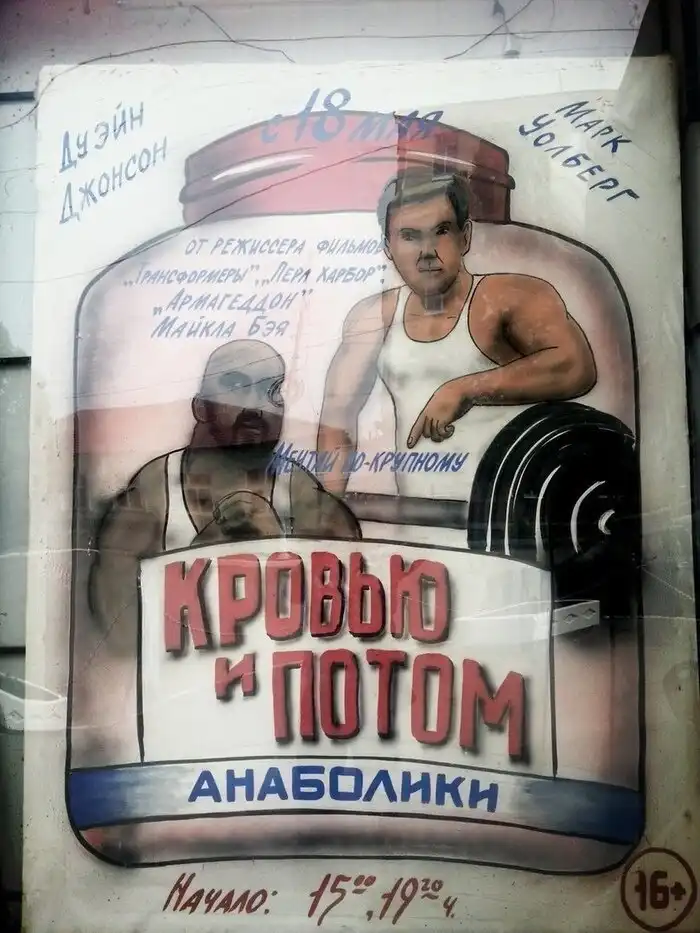 с 18 мая
Дуэйн
Джонсон
Марк
Уолберг
от режиссера фильмов
„Трансформеры", „Перл Харбор",
„Армагеддон"
Майкла Бэя
Мечтай по-крупному
КРОВЬЮ
и ПОТОМ
АНАБОЛИКИ
Начало: 15⁰⁰, 19²⁰ ч.
16+